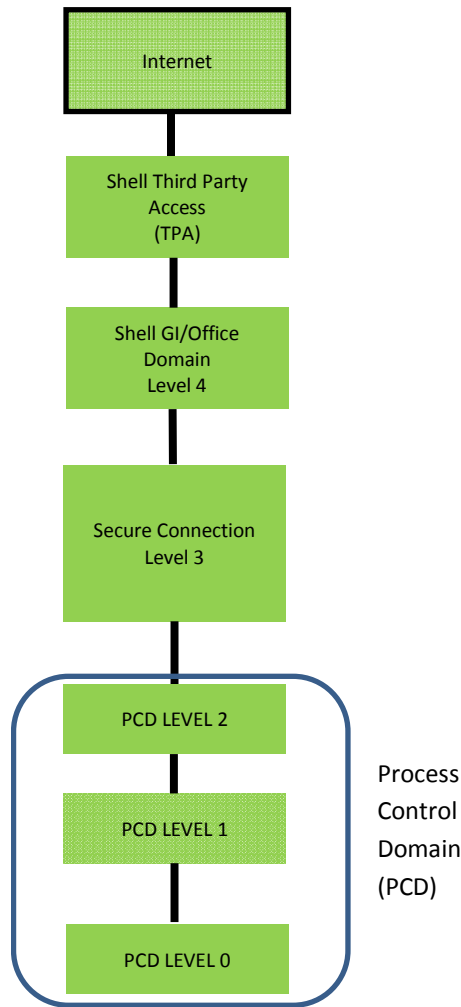 Internet
Shell Third Party
Access
(TPA)
Shell GI/Office
Domain
Level 4
Secure Connection
Level 3
PCD LEVEL 2
PCD LEVEL 1
PCD LEVEL 0
Process
Control
Domain
(PCD)